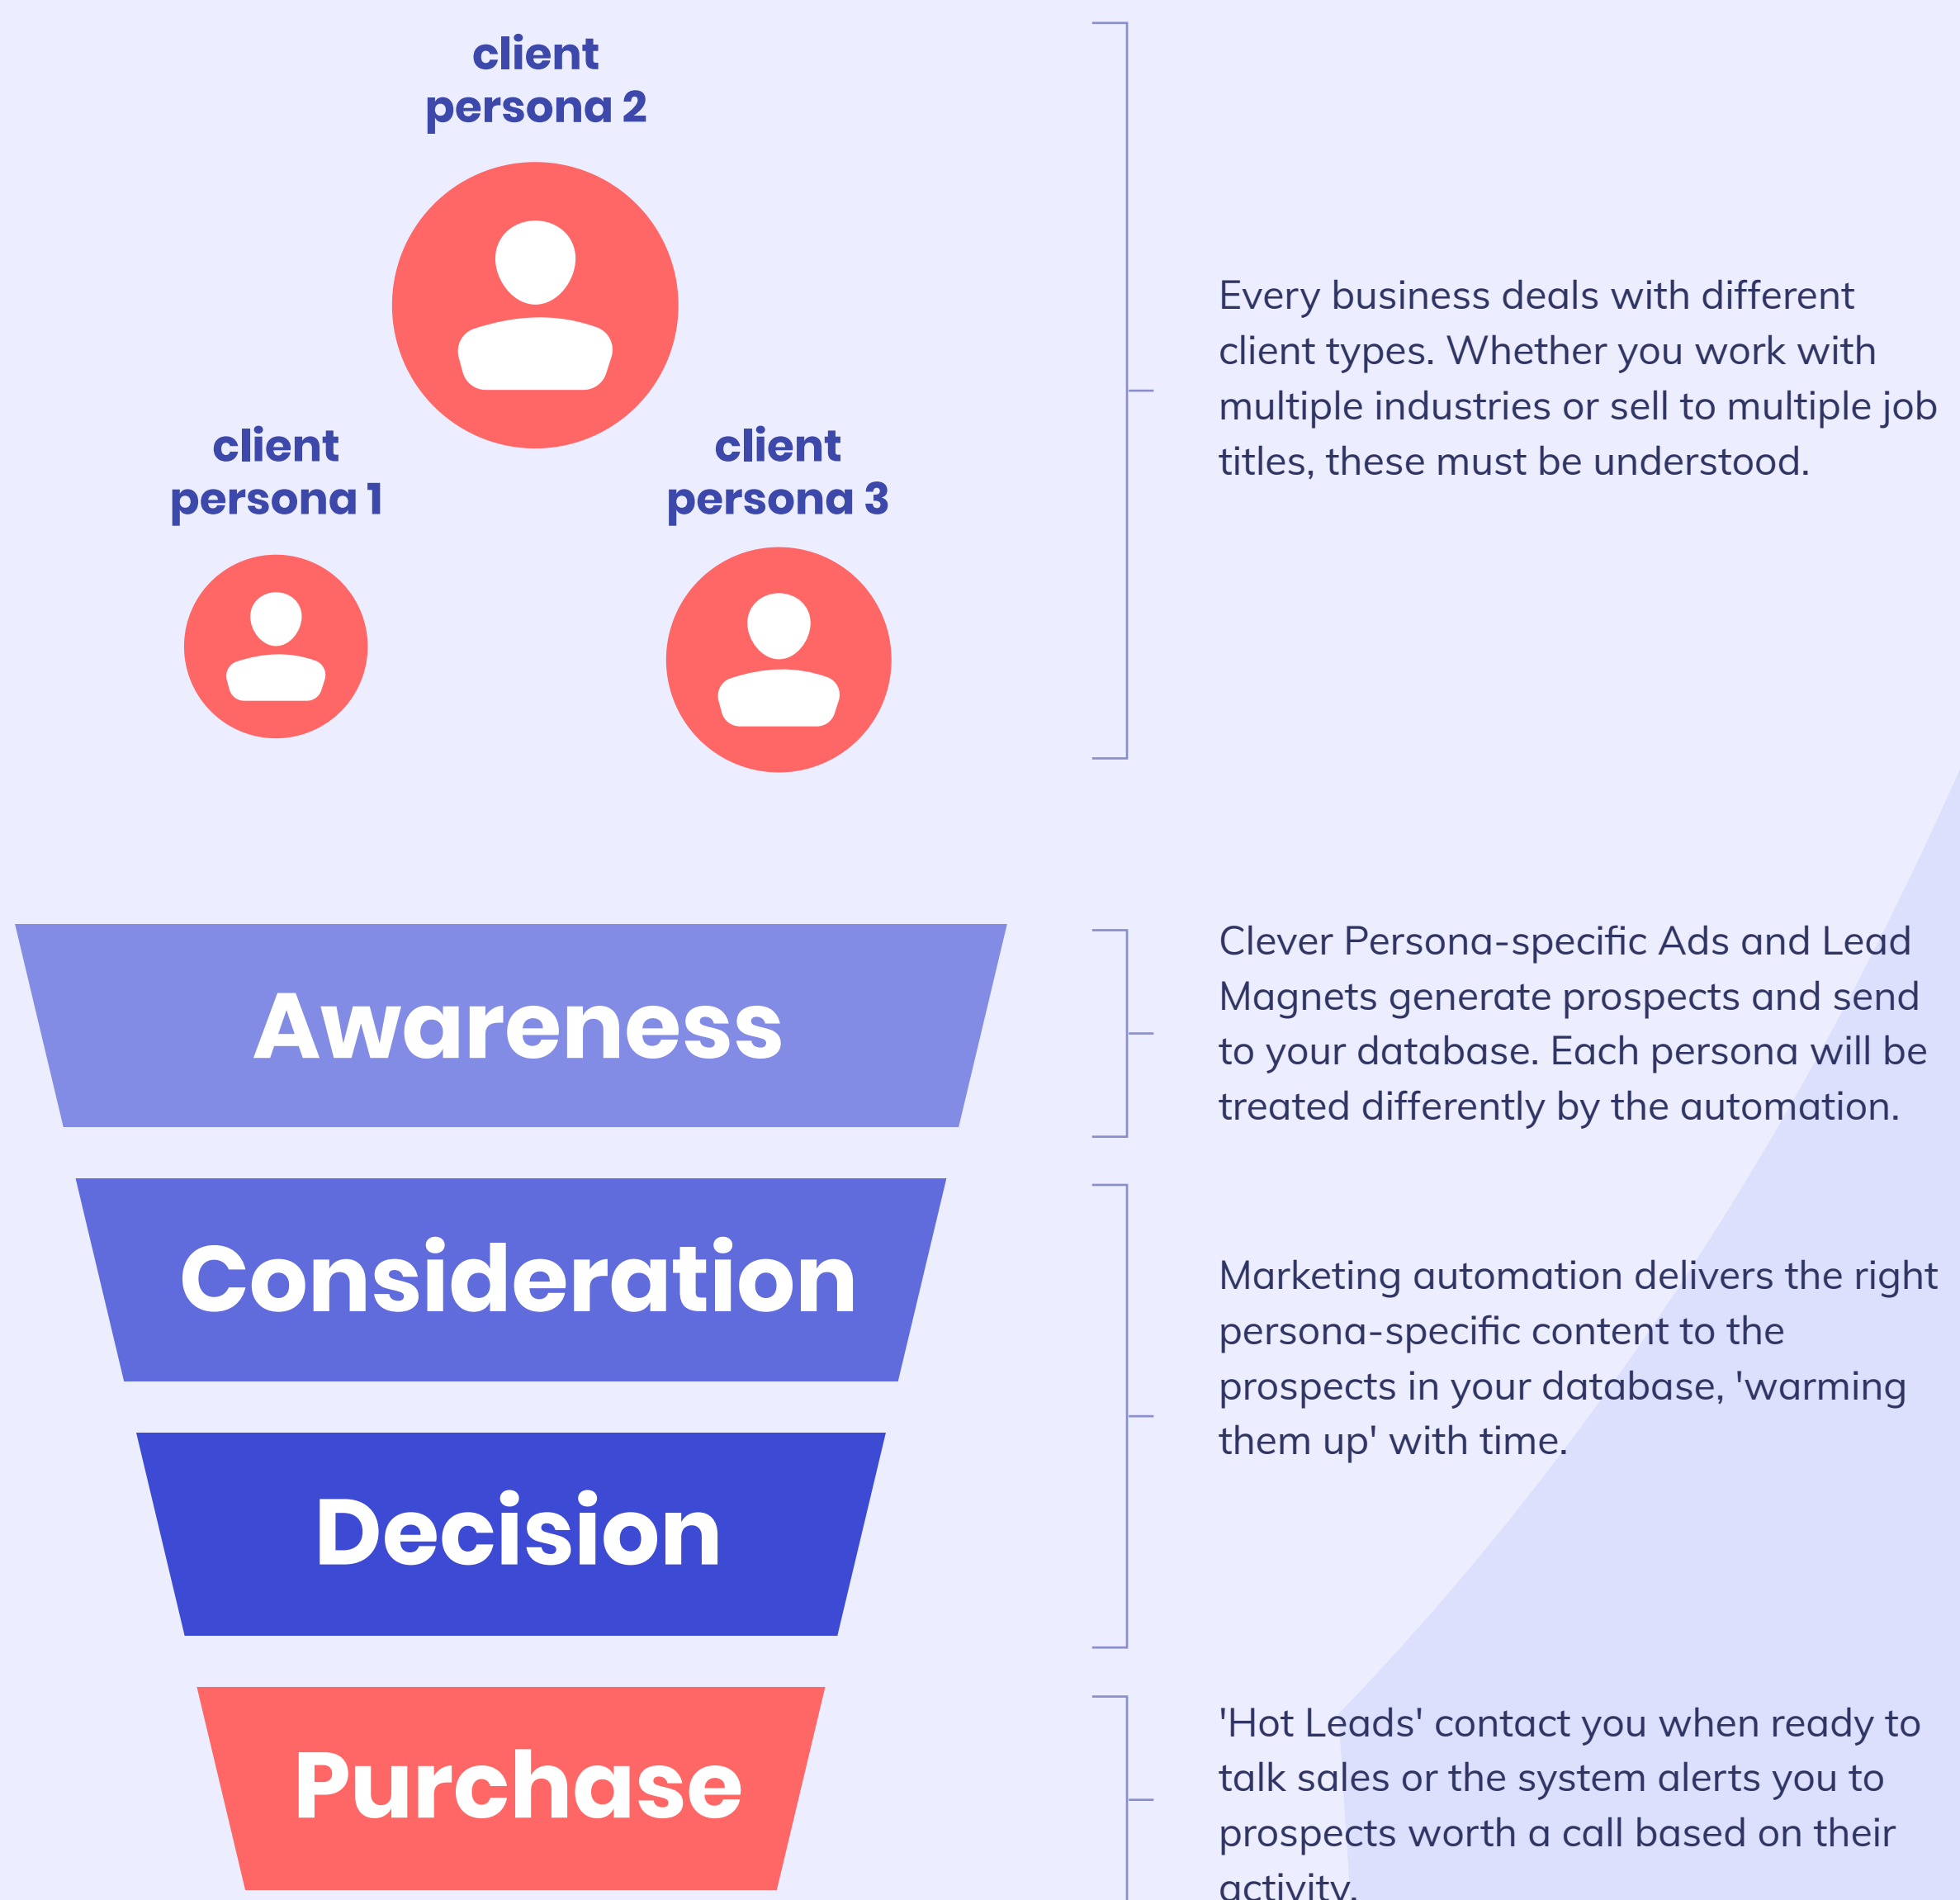 client
persona 2
client
persona 1
client
persona 3
Every business deals with different
client types. Whether you work with
multiple industries or sell to multiple job
titles, these must be understood.
Awareness
Clever Persona-specific Ads and Lead
Magnets generate prospects and send
to your database. Each persona will be
treated differently by the automation.
Consideration
Decision
Marketing automation delivers the right
persona-specific content to the
prospects in your database, 'warming
them up' with time.
Purchase
'Hot Leads' contact you when ready to
talk sales or the system alerts you to
prospects worth a call based on their
activity.